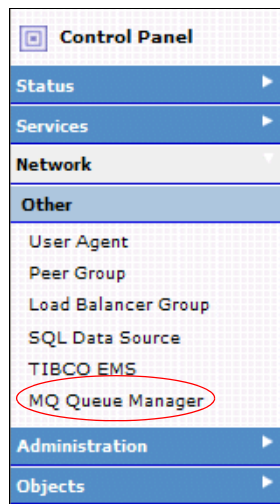 Control Panel
Status
Services
Network
Other
User Agent
Peer Group
Load Balancer Group
SQL Data Source
TIBCO EMS
MQ Queue Manager
Administration
Objects